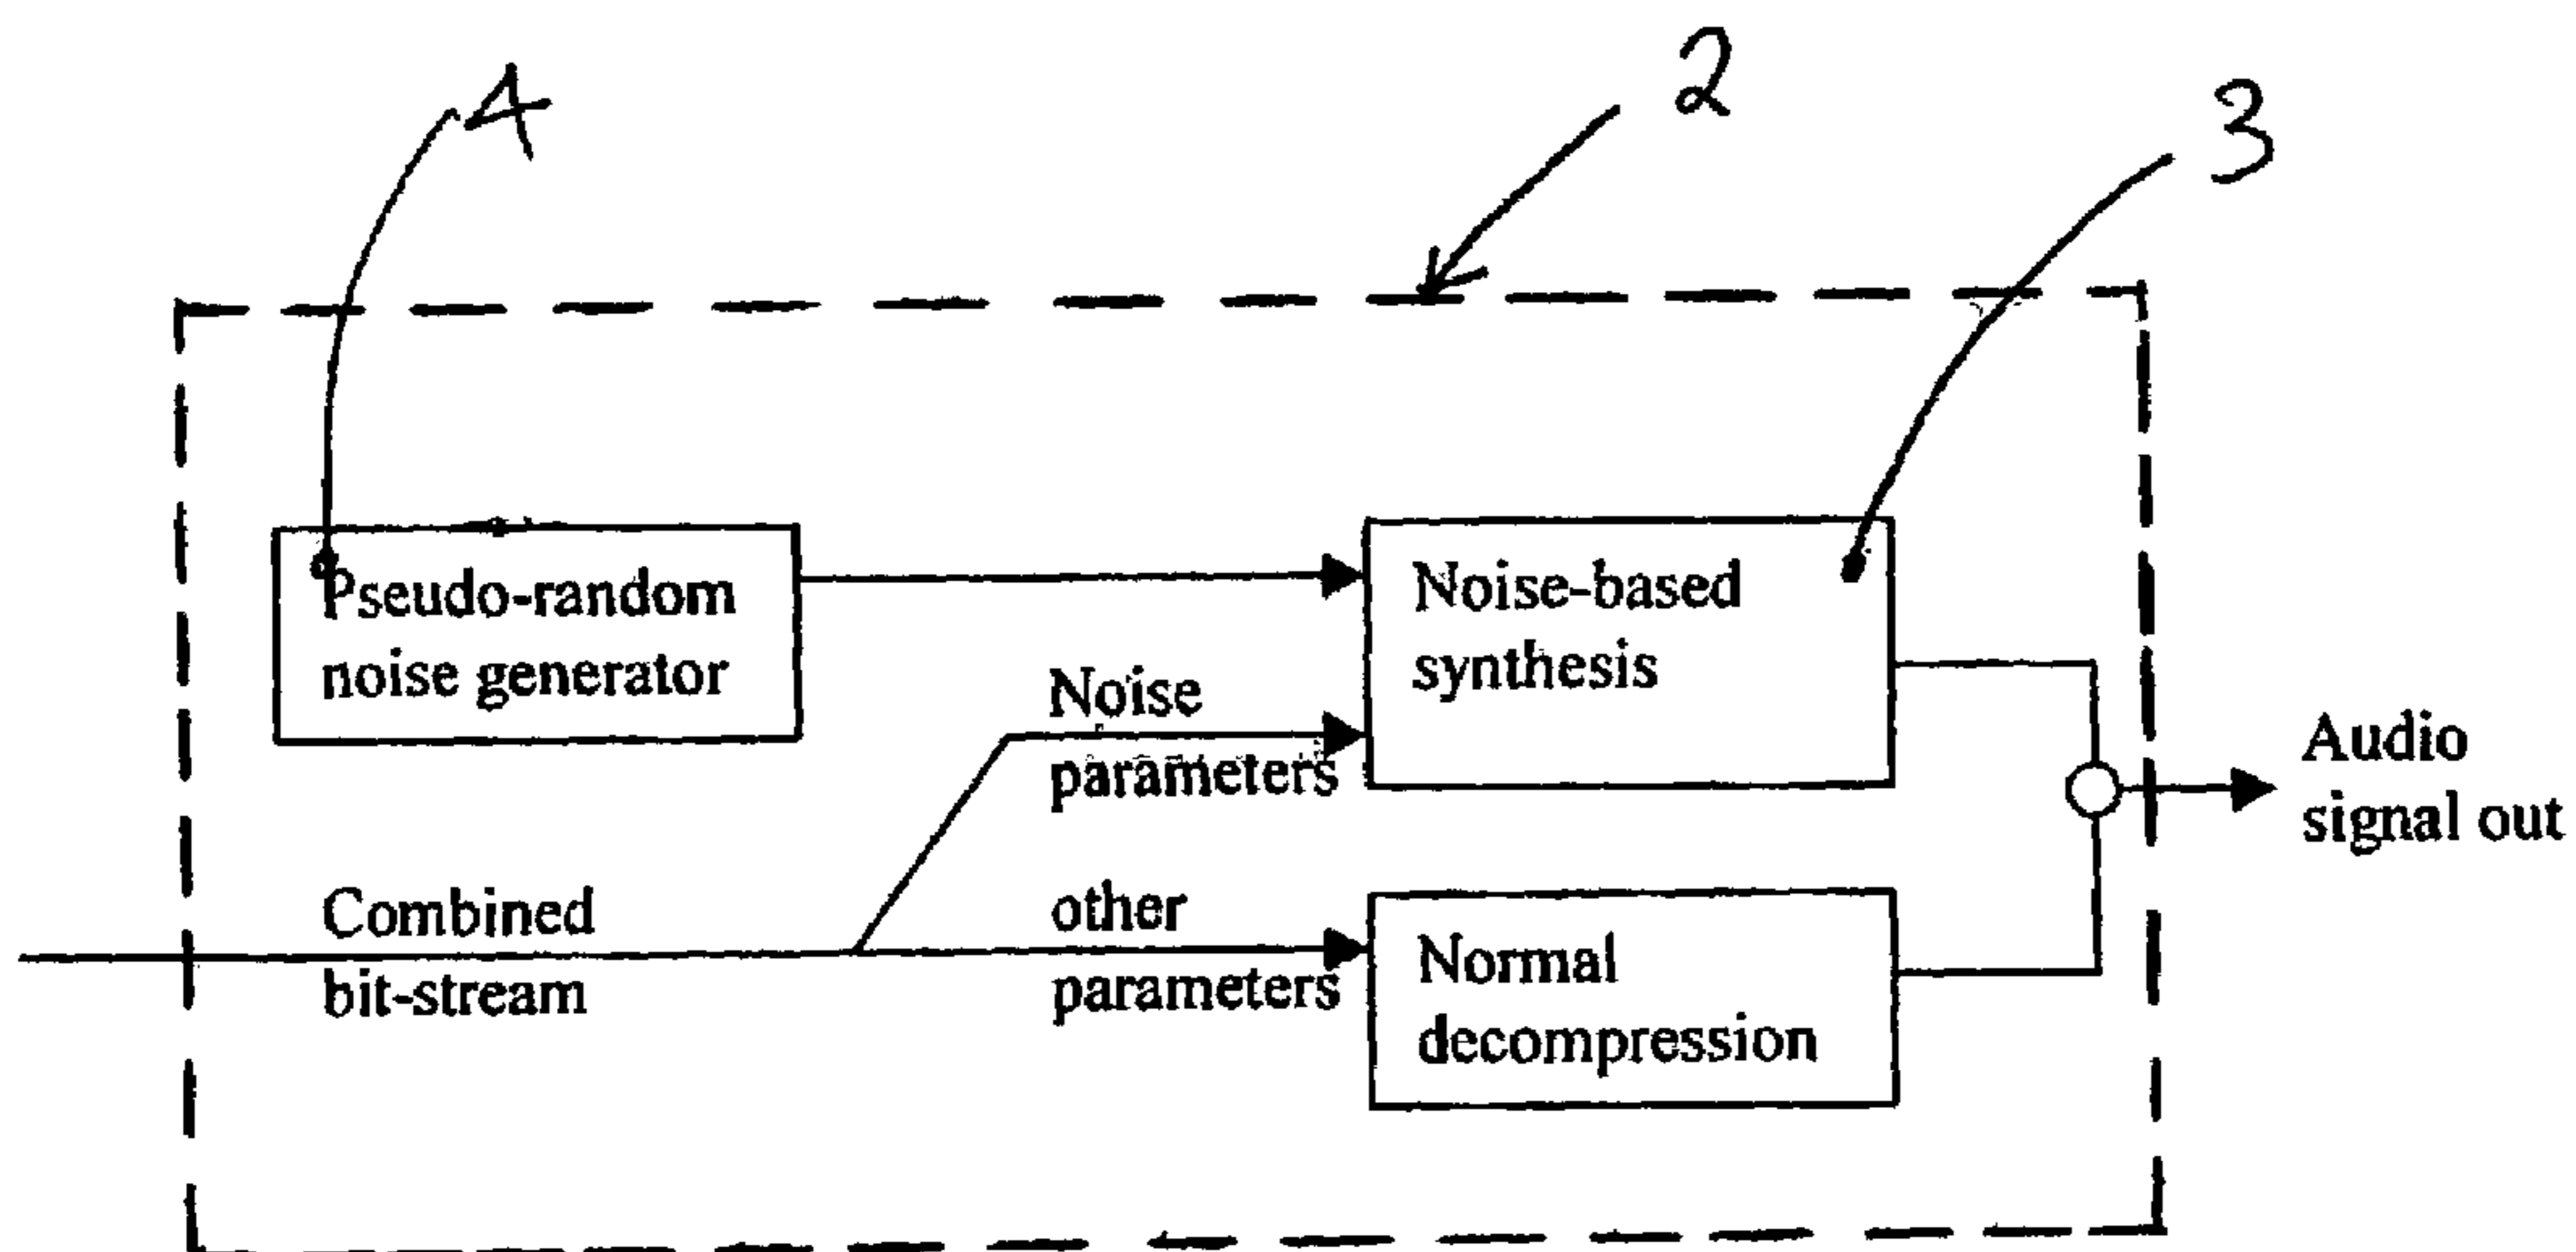 4
2
3
Pseudo-random
noise generator
Noise-based
synthesis
Noise
parameters
Audio
signal out
Combined
bit-stream
other
parameters
Normal
decompression